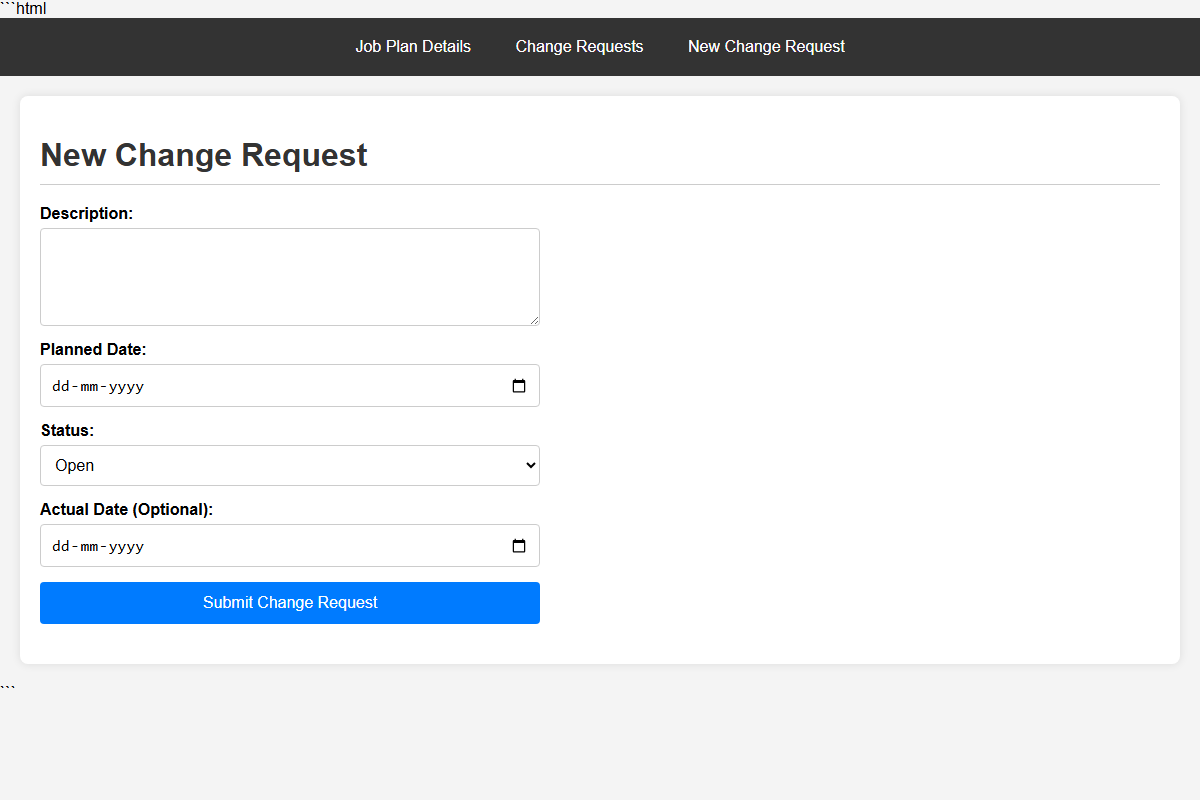 ```html
Job Plan Details Change Requests New Change Request
New Change Request
Description:
Planned Date:
dd-mm-yyyy
Status:
Open
Actual Date (Optional):
dd-mm-yyyy
Submit Change Request
```